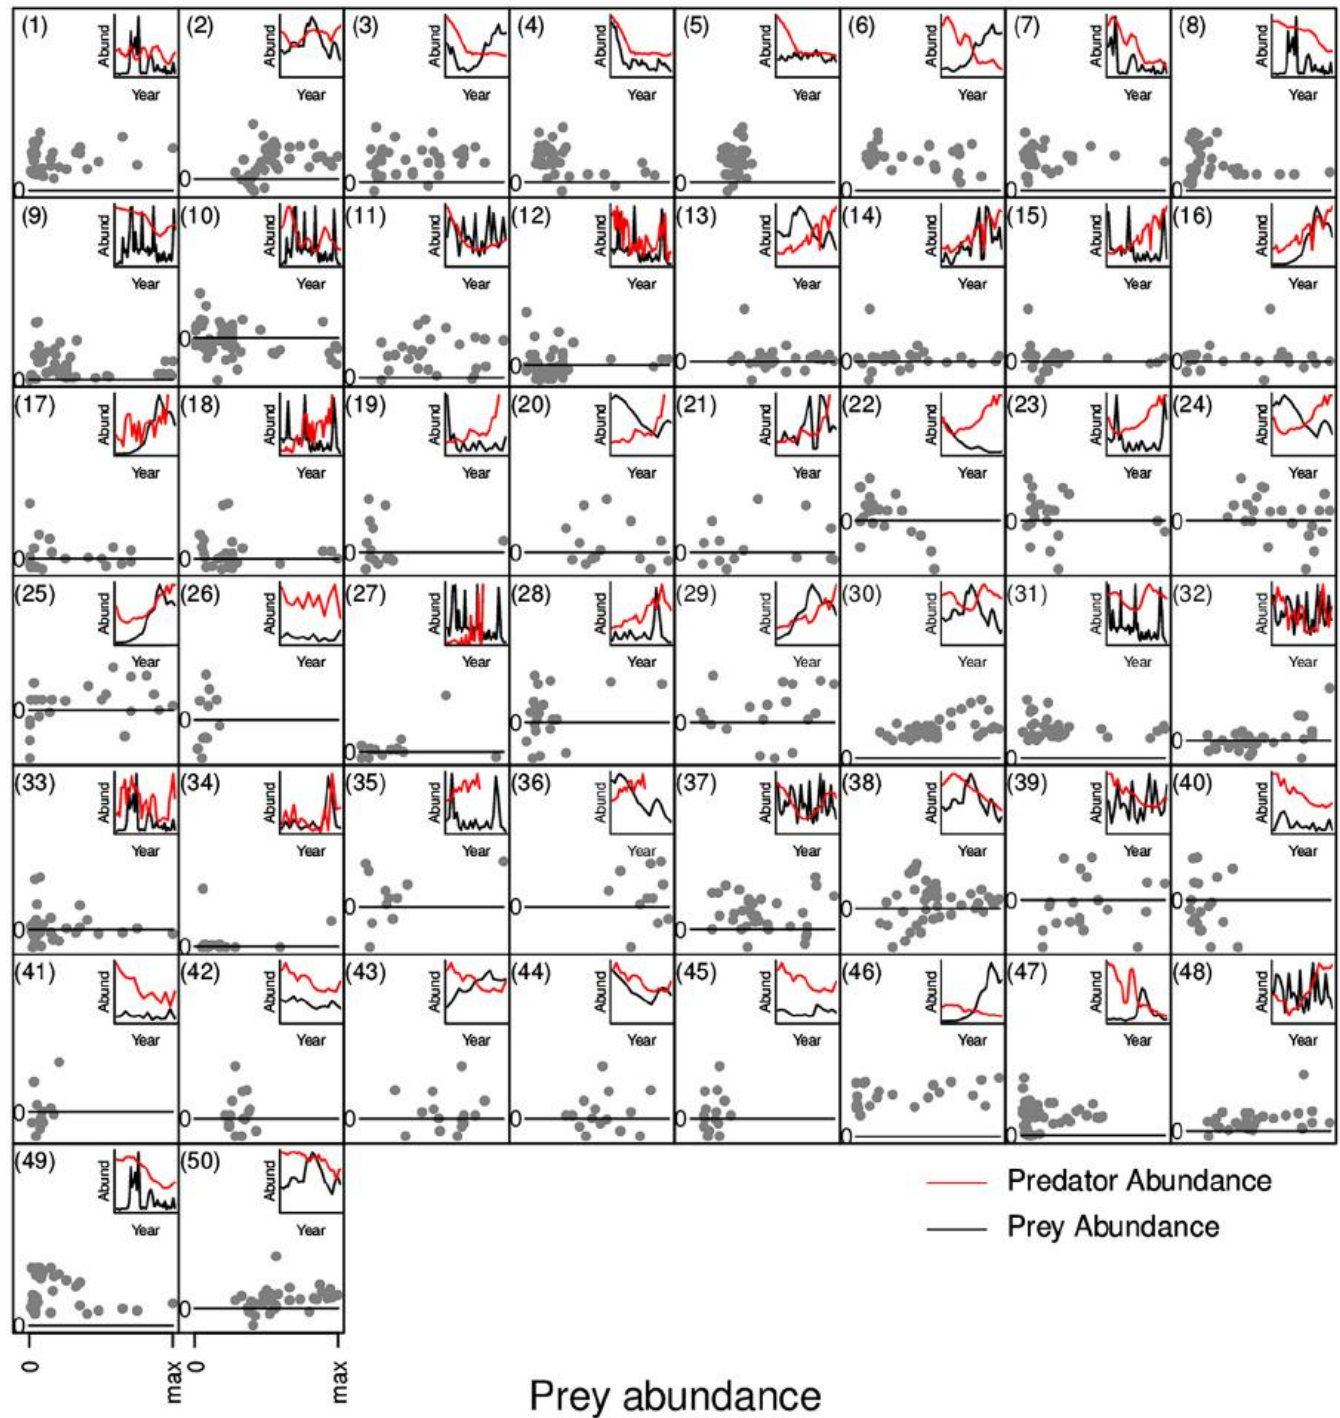 (1) Abund (2) Abund (3) Abund (4) Abund (5) Abund (6) Abund (7) Abund (8) Abund
Year Year Year Year Year Year Year Year
0 0 0 0 0 0 0 0
(9) Abund (10) Abund (11) Abund (12) Abund (13) Abund (14) Abund (15) Abund (16) Abund
Year Year Year Year Year Year Year Year
0 0 0 0 0 0 0 0
(17) Abund (18) Abund (19) Abund (20) Abund (21) Abund (22) Abund (23) Abund (24) Abund
Year Year Year Year Year Year Year Year
0 0 0 0 0 0 0 0
(25) Abund (26) Abund (27) Abund (28) Abund (29) Abund (30) Abund (31) Abund (32) Abund
Year Year Year Year Year Year Year Year
0 0 0 0 0 0 0 0
(33) Abund (34) Abund (35) Abund (36) Abund (37) Abund (38) Abund (39) Abund (40) Abund
Year Year Year Year Year Year Year Year
0 0 0 0 0 0 0 0
(41) Abund (42) Abund (43) Abund (44) Abund (45) Abund (46) Abund (47) Abund (48) Abund
Year Year Year Year Year Year Year Year
0 0 0 0 0 0 0 0
(49) Abund (50) Abund
Year Year
0 0
Predator Abundance
Prey Abundance
0 max 0 max
Prey abundance